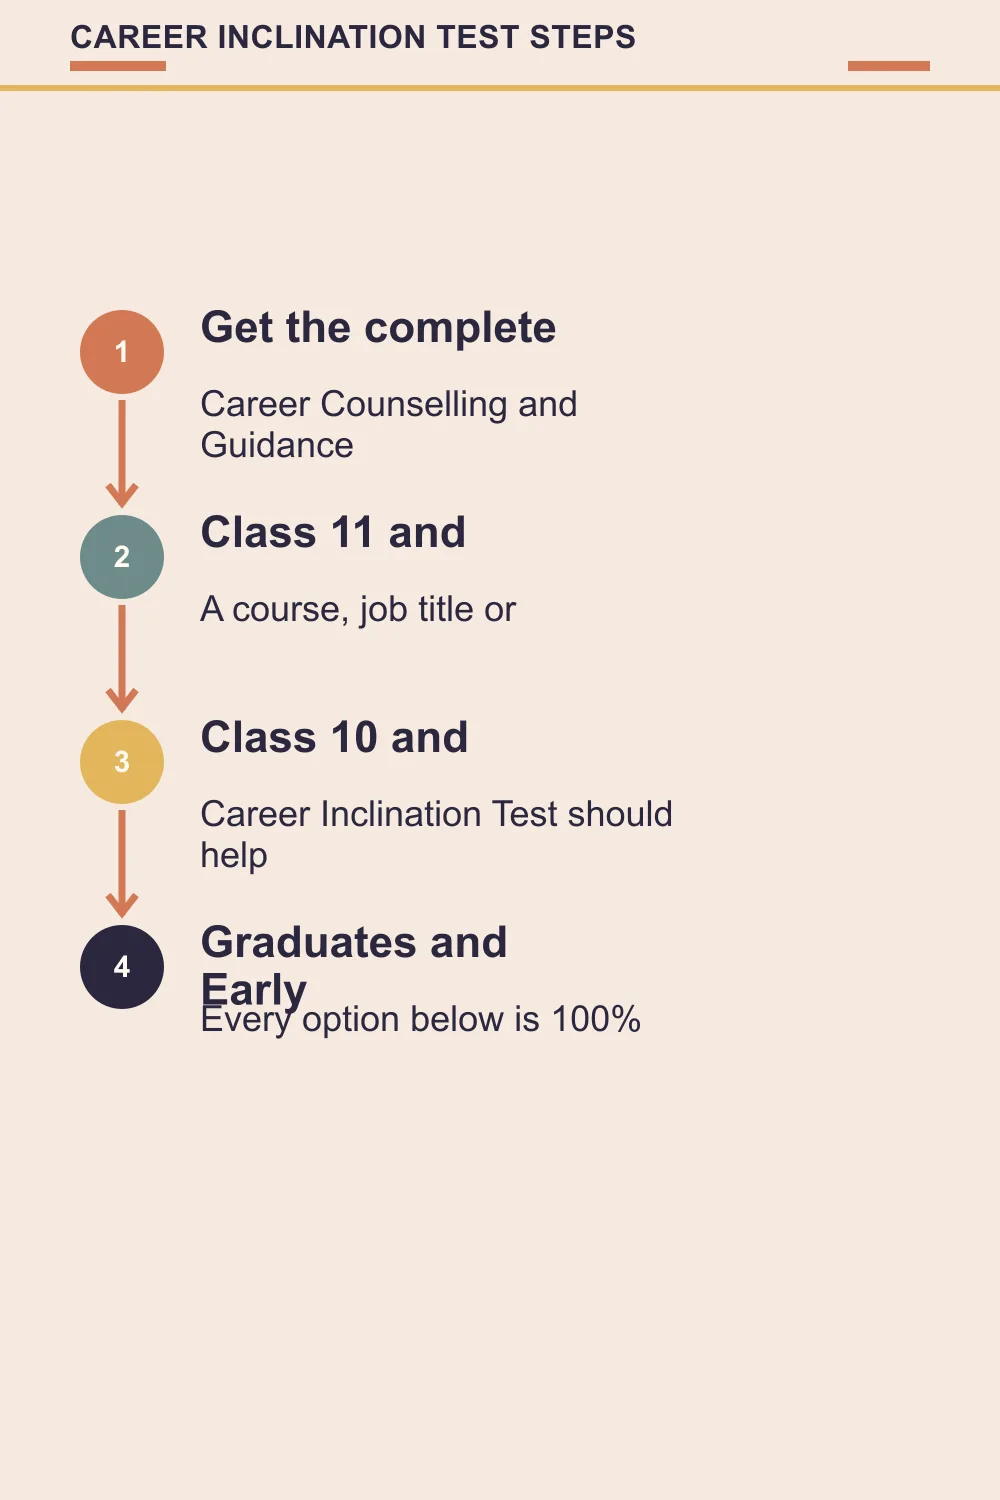 CAREER INCLINATION TEST STEPS
1
Get the complete
Career Counselling and
Guidance
2
Class 11 and
A course, job title or
3
Class 10 and
Career Inclination Test should
help
4
Graduates and
Early
Every option below is 100%